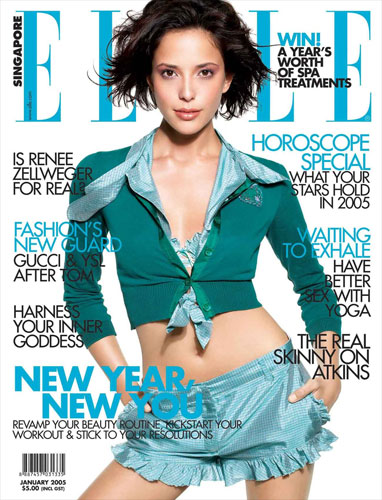 SINGAPORE
www.elle.com
ELLE
WIN!
A YEAR'S
WORTH
OF SPA
TREATMENTS
IS RENEE
ZELLWEGER
FOR REAL?
FASHION'S
NEW GUARD
GUCCI & YSL
AFTER TOM
HARNESS
YOUR INNER
GODDESS
HOROSCOPE
SPECIAL
WHAT YOUR
STARS HOLD
IN 2005
WAITING
TO EXHALE
HAVE
BETTER
SEX WITH
YOGA
THE REAL
SKINNY ON
ATKINS
NEW YEAR,
NEW YOU
REVAMP YOUR BEAUTY ROUTINE, KICKSTART YOUR
WORKOUT & STICK TO YOUR RESOLUTIONS
JANUARY 2005
$5.00 (INCL GST)